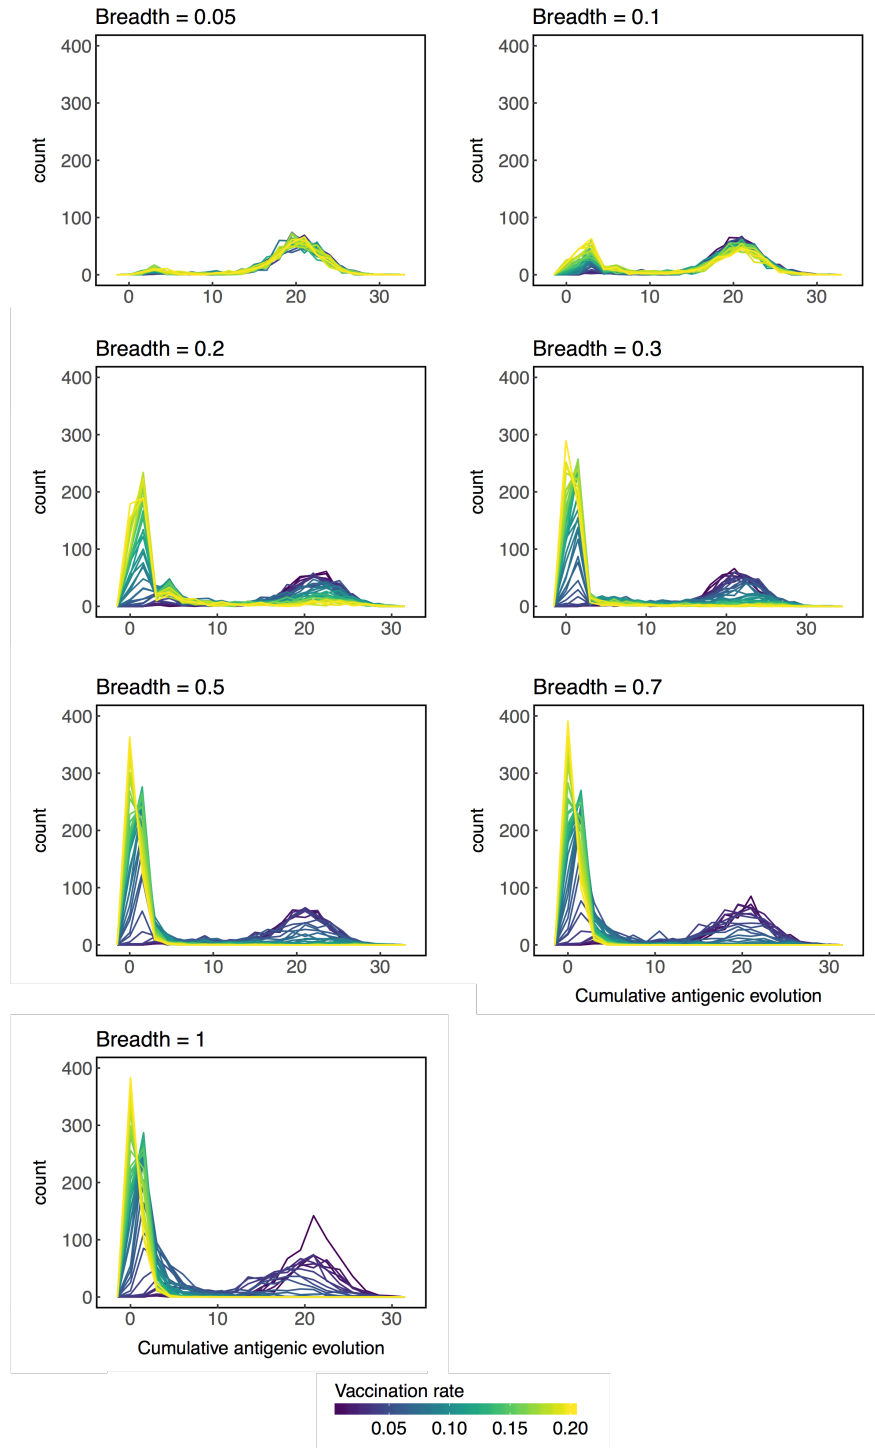 Breadth = 0.05
Breadth = 0.1
400
300
200
100
0
count
0 10 20 30
400
300
200
100
0
count
0 10 20 30
Breadth = 0.2
Breadth = 0.3
400
300
200
100
0
count
0 10 20 30
400
300
200
100
0
count
0 10 20 30
Breadth = 0.5
Breadth = 0.7
400
300
200
100
0
count
0 10 20 30
400
300
200
100
0
count
0 10 20 30
Cumulative antigenic evolution
Breadth = 1
400
300
200
100
0
count
0 10 20 30
Cumulative antigenic evolution
Vaccination rate
0.05 0.10 0.15 0.20